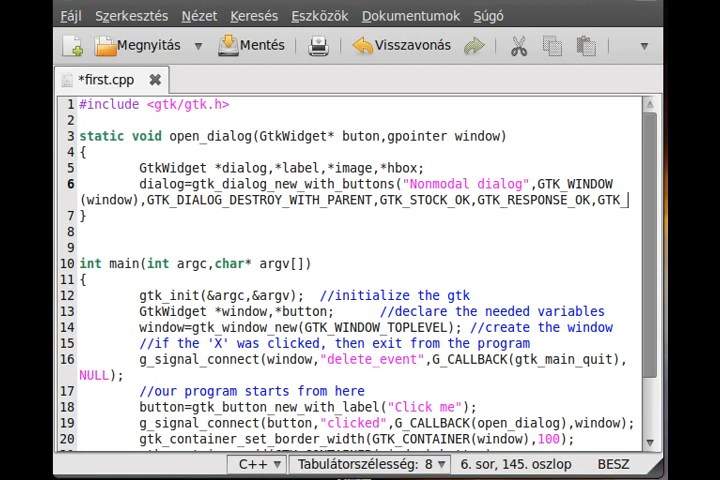 Fájl Szerkesztés Nézet Keresés Eszközök Dokumentumok Súgó
Megnyitás Mentés Visszavonás
*first.cpp
1 #include <gtk/gtk.h>
2
3 static void open_dialog(GtkWidget* buton,gpointer window)
4 {
5 GtkWidget *dialog,*label,*image,*hbox;
6 dialog=gtk_dialog_new_with_buttons("Nonmodal dialog",GTK_WINDOW
(window),GTK_DIALOG_DESTROY_WITH_PARENT,GTK_STOCK_OK,GTK_RESPONSE_OK,GTK_
7 }
8
9
10 int main(int argc,char* argv[])
11 {
12 gtk_init(&argc,&argv); //initialize the gtk
13 GtkWidget *window,*button; //declare the needed variables
14 window=gtk_window_new(GTK_WINDOW_TOPLEVEL); //create the window
15 //if the 'X' was clicked, then exit from the program
16 g_signal_connect(window,"delete_event",G_CALLBACK(gtk_main_quit),
NULL);
17 //our program starts from here
18 button=gtk_button_new_with_label("Click me");
19 g_signal_connect(button,"clicked",G_CALLBACK(open_dialog),window);
20 gtk_container_set_border_width(GTK_CONTAINER(window),100);
C++ Tabulátorszélesség: 8 6. sor, 145. oszlop BESZ